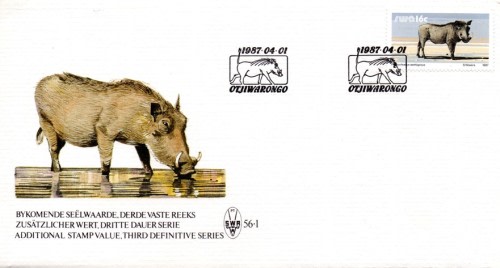 swa 16c
1987-04-01
OTJIWARONGO
1987-04-01
OTJIWARONGO
BYKOMENDE SEËLWAARDE, DERDE VASTE REEKS
ZUSÄTZLICHER WERT, DRITTE DAUER SERIE
ADDITIONAL STAMP VALUE, THIRD DEFINITIVE SERIES
SWA
56·1